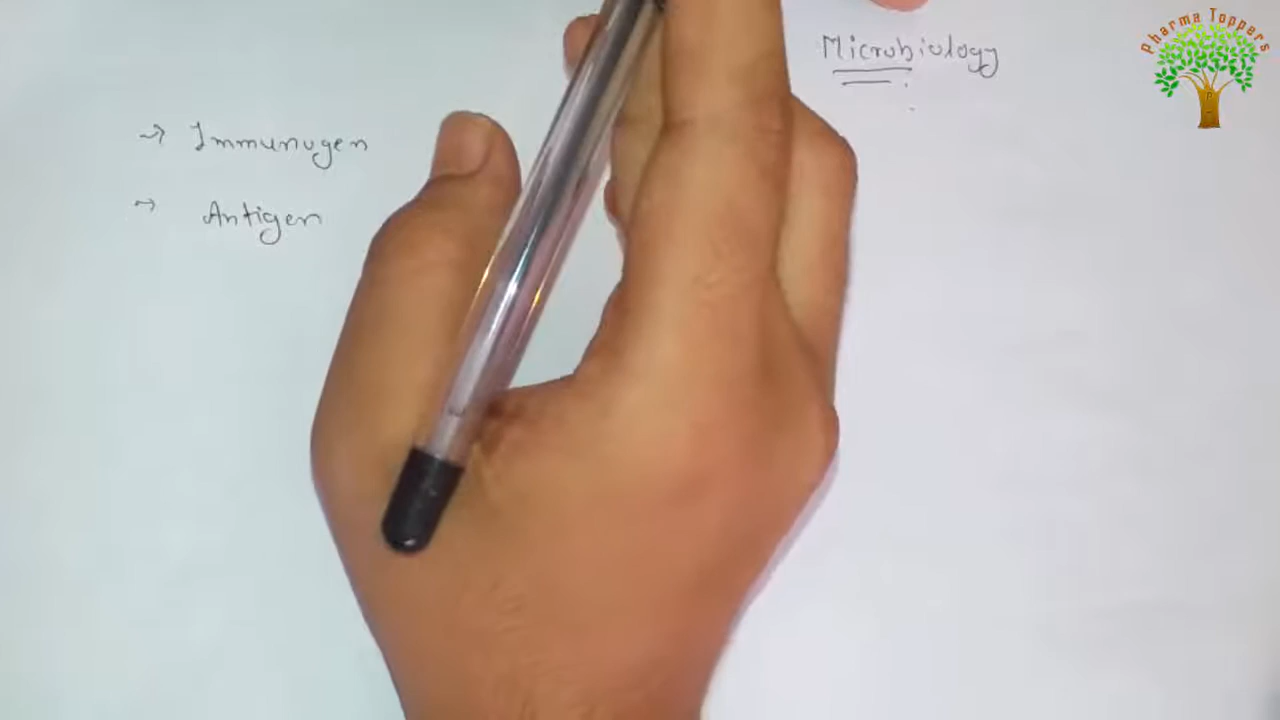 Microbiology
Pharma Toppers
→ Immunogen
→ Antigen